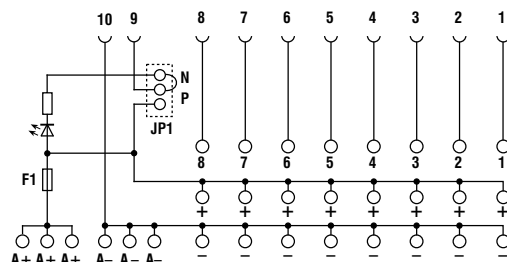 10 9 8 7 6 5 4 3 2 1
N
P
JP1
8 7 6 5 4 3 2 1
F1
+ + + + + + + +
A+ A+ A+ A– A– A– – – – – – – – –